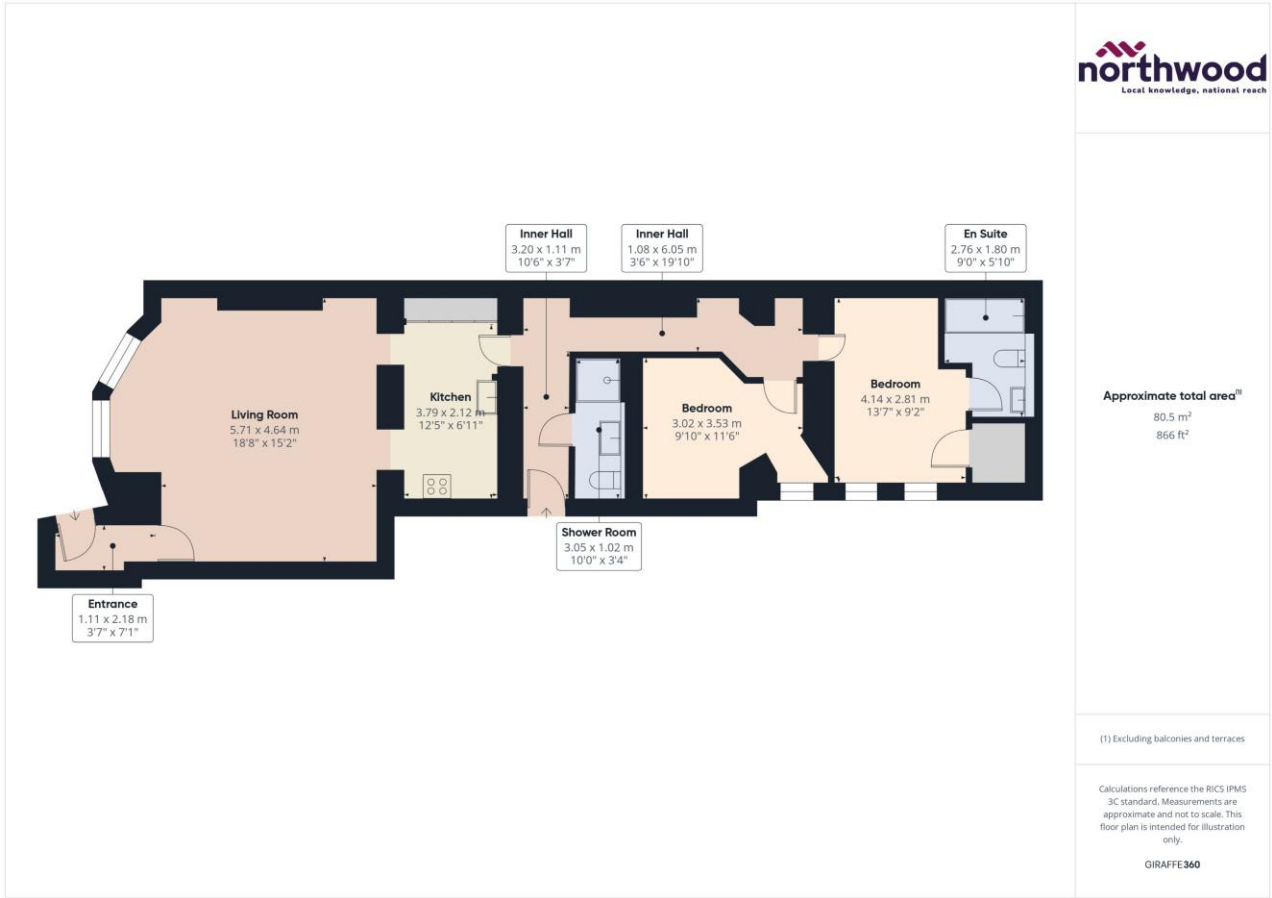 northwood
Local knowledge, national reach
Inner Hall
3.20 x 1.11 m
10'6" x 3'7"
Inner Hall
1.08 x 6.05 m
3'6" x 19'10"
En Suite
2.76 x 1.80 m
9'0" x 5'10"
Living Room
5.71 x 4.64 m
18'8" x 15'2"
Kitchen
3.79 x 2.12 m
12'5" x 6'11"
Bedroom
3.02 x 3.53 m
9'10" x 11'6"
Bedroom
4.14 x 2.81 m
13'7" x 9'2"
Shower Room
3.05 x 1.02 m
10'0" x 3'4"
Entrance
1.11 x 2.18 m
3'7" x 7'1"
Approximate total area⁽¹⁾
80.5 m²
866 ft²
(1) Excluding balconies and terraces
Calculations reference the RICS IPMS
3C standard. Measurements are
approximate and not to scale. This
floor plan is intended for illustration
only.
GIRAFFE360